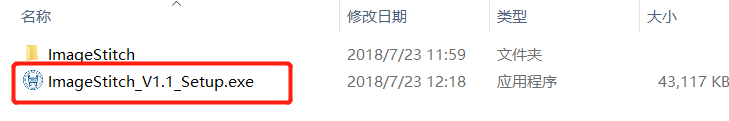 名称 修改日期 类型 大小
ImageStitch 2018/7/23 11:59 文件夹
ImageStitch_V1.1_Setup.exe 2018/7/23 12:18 应用程序 43,117 KB